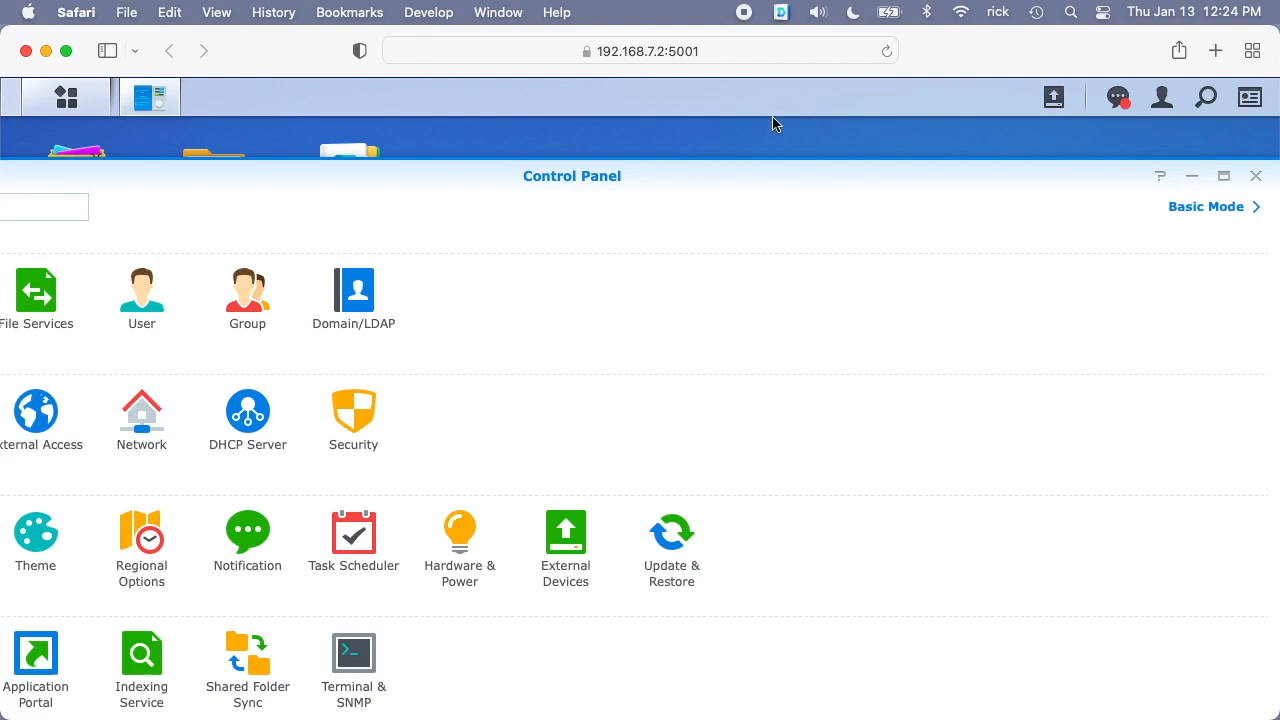 Safari File Edit View History Bookmarks Develop Window Help rick Thu Jan 13 12:24 PM
192.168.7.2:5001
Control Panel
Basic Mode
File Services User Group Domain/LDAP
xternal Access Network DHCP Server Security
Theme Regional Options Notification Task Scheduler Hardware & Power External Devices Update & Restore
Application Portal Indexing Service Shared Folder Sync Terminal & SNMP